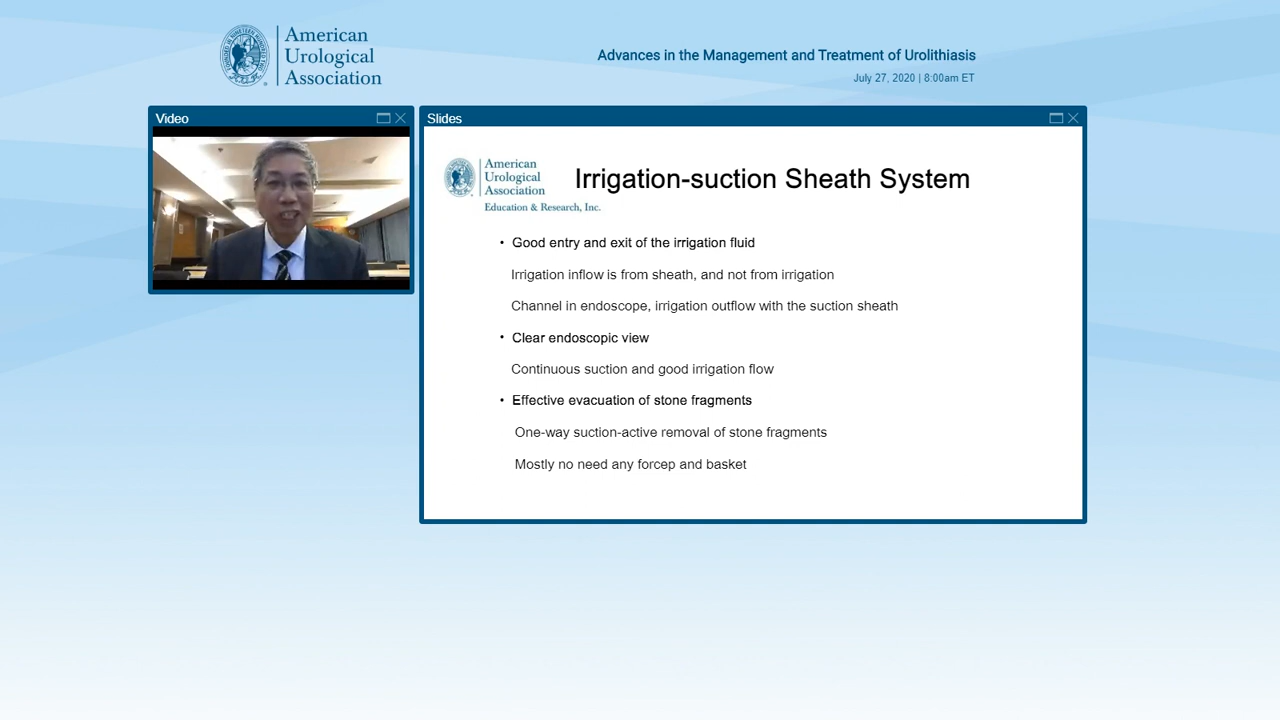 American
Urological
Association
Advances in the Management and Treatment of Urolithiasis
July 27, 2020 | 8:00am ET
Video
Slides
American
Urological
Association
Education & Research, Inc.
Irrigation-suction Sheath System
• Good entry and exit of the irrigation fluid
Irrigation inflow is from sheath, and not from irrigation
Channel in endoscope, irrigation outflow with the suction sheath
• Clear endoscopic view
Continuous suction and good irrigation flow
• Effective evacuation of stone fragments
One-way suction-active removal of stone fragments
Mostly no need any forcep and basket